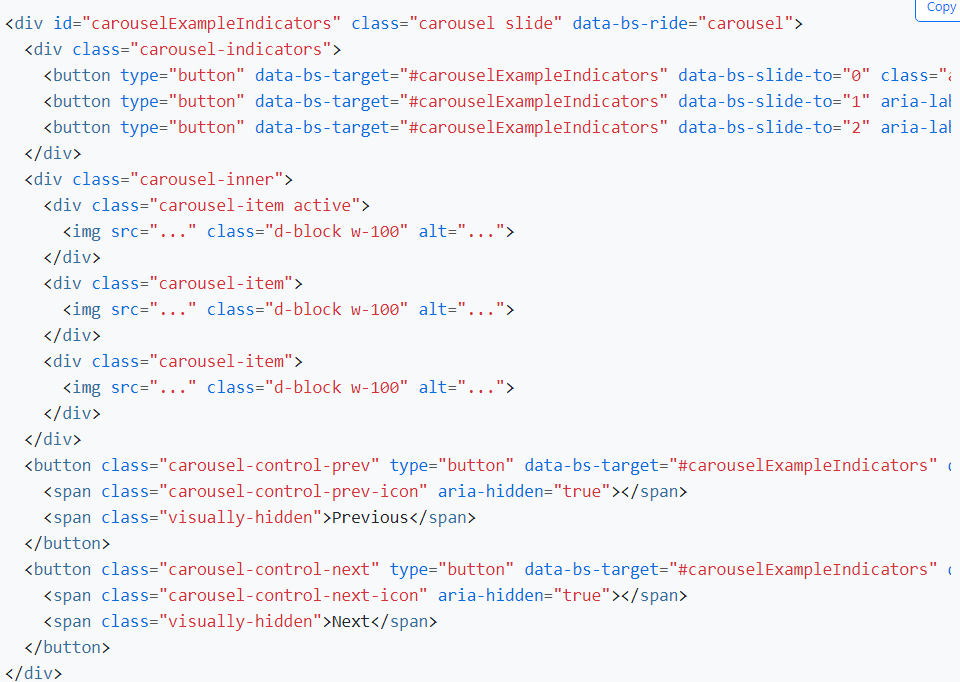 Copy
<div id="carouselExampleIndicators" class="carousel slide" data-bs-ride="carousel">
  <div class="carousel-indicators">
    <button type="button" data-bs-target="#carouselExampleIndicators" data-bs-slide-to="0" class="
    <button type="button" data-bs-target="#carouselExampleIndicators" data-bs-slide-to="1" aria-lab
    <button type="button" data-bs-target="#carouselExampleIndicators" data-bs-slide-to="2" aria-lab
  </div>
  <div class="carousel-inner">
    <div class="carousel-item active">
      <img src="..." class="d-block w-100" alt="...">
    </div>
    <div class="carousel-item">
      <img src="..." class="d-block w-100" alt="...">
    </div>
    <div class="carousel-item">
      <img src="..." class="d-block w-100" alt="...">
    </div>
  </div>
  <button class="carousel-control-prev" type="button" data-bs-target="#carouselExampleIndicators"
    <span class="carousel-control-prev-icon" aria-hidden="true"></span>
    <span class="visually-hidden">Previous</span>
  </button>
  <button class="carousel-control-next" type="button" data-bs-target="#carouselExampleIndicators"
    <span class="carousel-control-next-icon" aria-hidden="true"></span>
    <span class="visually-hidden">Next</span>
  </button>
</div>